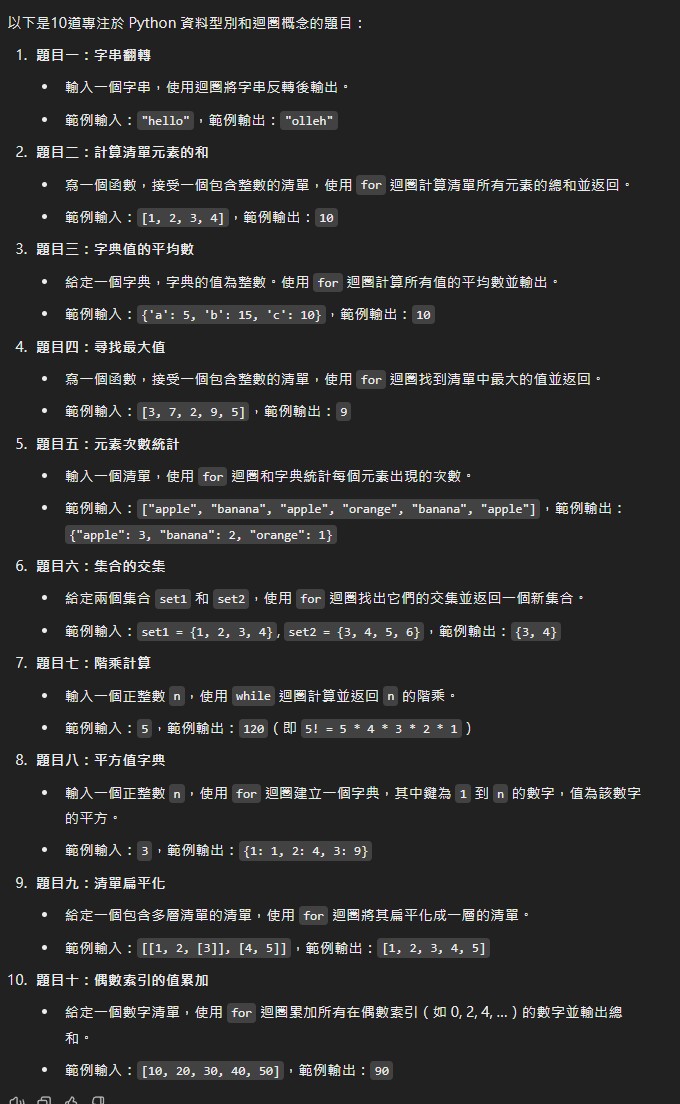 以下是10道專注於 Python 資料型別和迴圈概念的題目：
1. 題目一：字串翻轉
• 輸入一個字串，使用迴圈將字串反轉後輸出。
• 範例輸入："hello"，範例輸出："olleh"
2. 題目二：計算清單元素的和
• 寫一個函數，接受一個包含整數的清單，使用 for 迴圈計算清單所有元素的總和並返回。
• 範例輸入：[1, 2, 3, 4]，範例輸出：10
3. 題目三：字典值的平均數
• 給定一個字典，字典的值為整數。使用 for 迴圈計算所有值的平均數並輸出。
• 範例輸入：{'a': 5, 'b': 15, 'c': 10}，範例輸出：10
4. 題目四：尋找最大值
• 寫一個函數，接受一個包含整數的清單，使用 for 迴圈找到清單中最大的值並返回。
• 範例輸入：[3, 7, 2, 9, 5]，範例輸出：9
5. 題目五：元素次數統計
• 輸入一個清單，使用 for 迴圈和字典統計每個元素出現的次數。
• 範例輸入：["apple", "banana", "apple", "orange", "banana", "apple"]，範例輸出：
{"apple": 3, "banana": 2, "orange": 1}
6. 題目六：集合的交集
• 給定兩個集合 set1 和 set2，使用 for 迴圈找出它們的交集並返回一個新集合。
• 範例輸入：set1 = {1, 2, 3, 4}, set2 = {3, 4, 5, 6}，範例輸出：{3, 4}
7. 題目七：階乘計算
• 輸入一個正整數 n，使用 while 迴圈計算並返回 n 的階乘。
• 範例輸入：5，範例輸出：120（即 5! = 5 * 4 * 3 * 2 * 1）
8. 題目八：平方值字典
• 輸入一個正整數 n，使用 for 迴圈建立一個字典，其中鍵為 1 到 n 的數字，值為該數字
的平方。
• 範例輸入：3，範例輸出：{1: 1, 2: 4, 3: 9}
9. 題目九：清單扁平化
• 給定一個包含多層清單的清單，使用 for 迴圈將其扁平化成一層的清單。
• 範例輸入：[[1, 2, [3]], [4, 5]]，範例輸出：[1, 2, 3, 4, 5]
10. 題目十：偶數索引的值累加
• 給定一個數字清單，使用 for 迴圈累加所有在偶數索引（如 0, 2, 4, ...）的數字並輸出總
和。
• 範例輸入：[10, 20, 30, 40, 50]，範例輸出：90